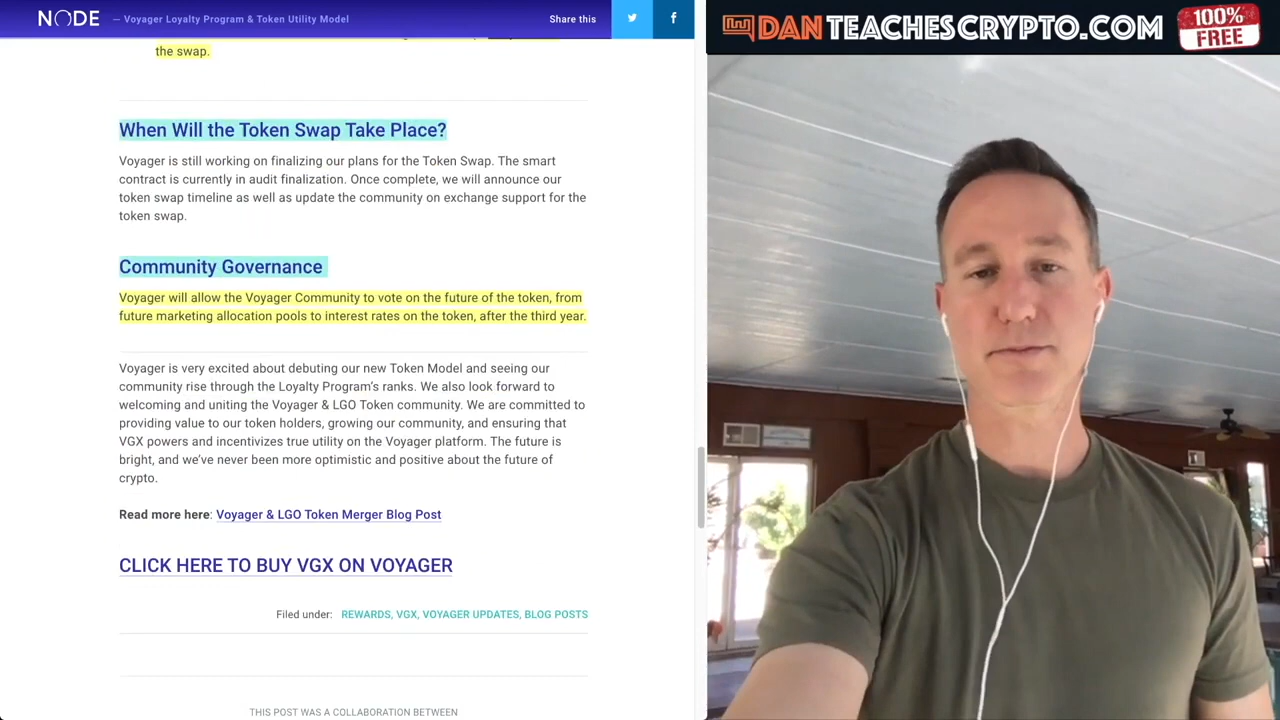 NODE — Voyager Loyalty Program & Token Utility Model Share this
the swap.
When Will the Token Swap Take Place?
Voyager is still working on finalizing our plans for the Token Swap. The smart
contract is currently in audit finalization. Once complete, we will announce our
token swap timeline as well as update the community on exchange support for the
token swap.
Community Governance
Voyager will allow the Voyager Community to vote on the future of the token, from
future marketing allocation pools to interest rates on the token, after the third year.
Voyager is very excited about debuting our new Token Model and seeing our
community rise through the Loyalty Program’s ranks. We also look forward to
welcoming and uniting the Voyager & LGO Token community. We are committed to
providing value to our token holders, growing our community, and ensuring that
VGX powers and incentivizes true utility on the Voyager platform. The future is
bright, and we’ve never been more optimistic and positive about the future of
crypto.
Read more here: Voyager & LGO Token Merger Blog Post
CLICK HERE TO BUY VGX ON VOYAGER
Filed under: REWARDS, VGX, VOYAGER UPDATES, BLOG POSTS
THIS POST WAS A COLLABORATION BETWEEN
DANTEACHESCRYPTO.COM
100%
FREE